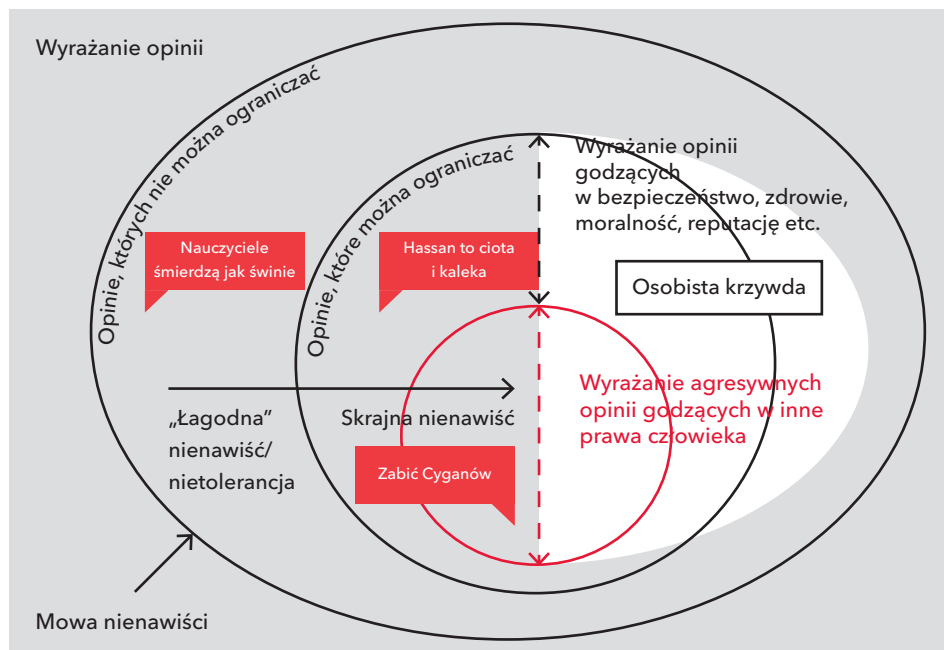 Wyrażanie opinii
Opinie, których nie można ograniczać
Opinie, które można ograniczać
Wyrażanie opinii
godzących
w bezpieczeństwo, zdrowie,
moralność, reputację etc.
Nauczyciele
śmierdzą jak świnie
Hassan to ciota
i kaleka
Osobista krzywda
Wyrażanie agresywnych
opinii godzących w inne
prawa człowieka
„Łagodna”
nienawiść/
nietolerancja
Skrajna nienawiść
Zabić Cyganów
Mowa nienawiści